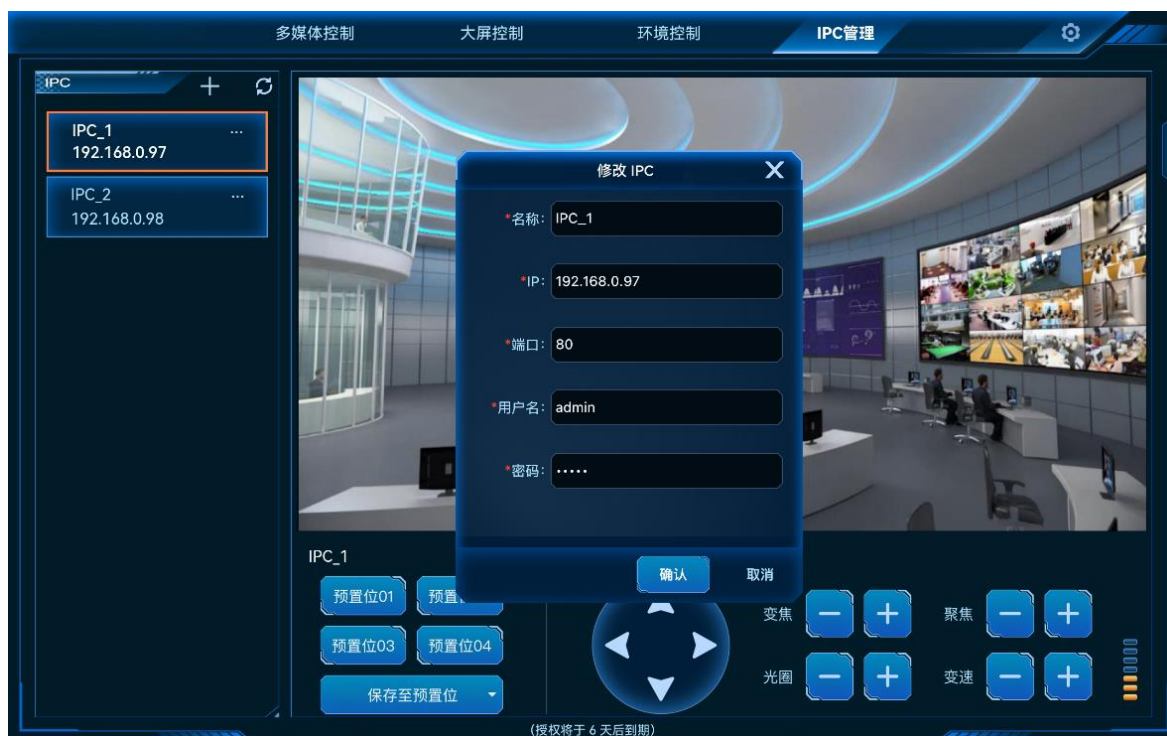 多媒体控制
大屏控制
环境控制
IPC管理
IPC
IPC_1
192.168.0.97
IPC_2
192.168.0.98
修改 IPC
*名称: IPC_1
*IP: 192.168.0.97
*端口: 80
*用户名: admin
*密码: •••••
确认
取消
IPC_1
预置位01
预置
预置位03
预置位04
保存至预置位
变焦
聚焦
光圈
变速
(授权将于 6 天后到期)